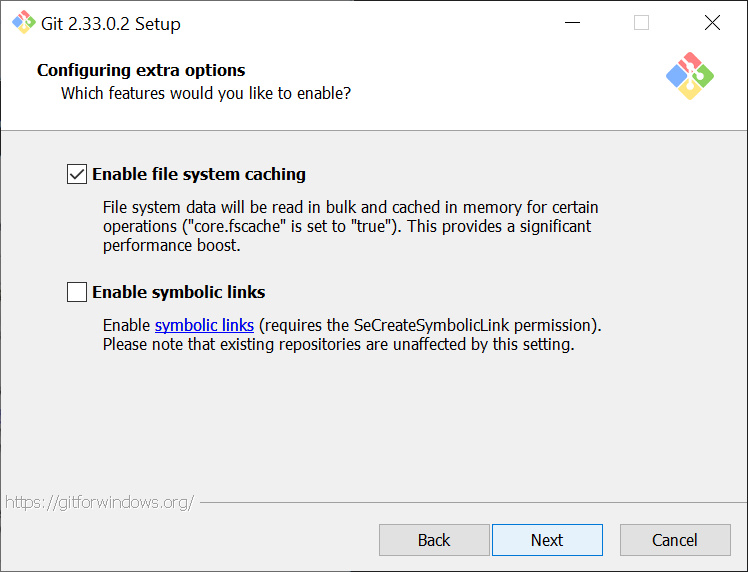 Git 2.33.0.2 Setup
Configuring extra options
Which features would you like to enable?
Enable file system caching
File system data will be read in bulk and cached in memory for certain
operations ("core.fscache" is set to "true"). This provides a significant
performance boost.
Enable symbolic links
Enable symbolic links (requires the SeCreateSymbolicLink permission).
Please note that existing repositories are unaffected by this setting.
https://gitforwindows.org/
Back Next Cancel